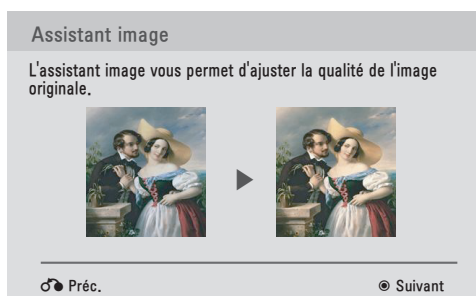 Assistant image
L'assistant image vous permet d'ajuster la qualité de l'image
originale.
Préc.
Suivant